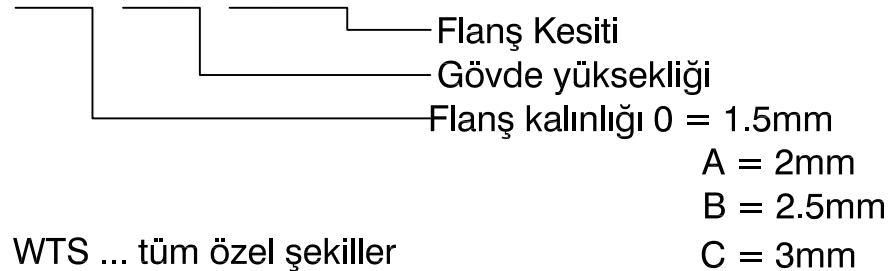 Flanş Kesiti
Gövde yüksekliği
Flanş kalınlığı 0 = 1.5mm
A = 2mm
B = 2.5mm
WTS ... tüm özel şekiller C = 3mm